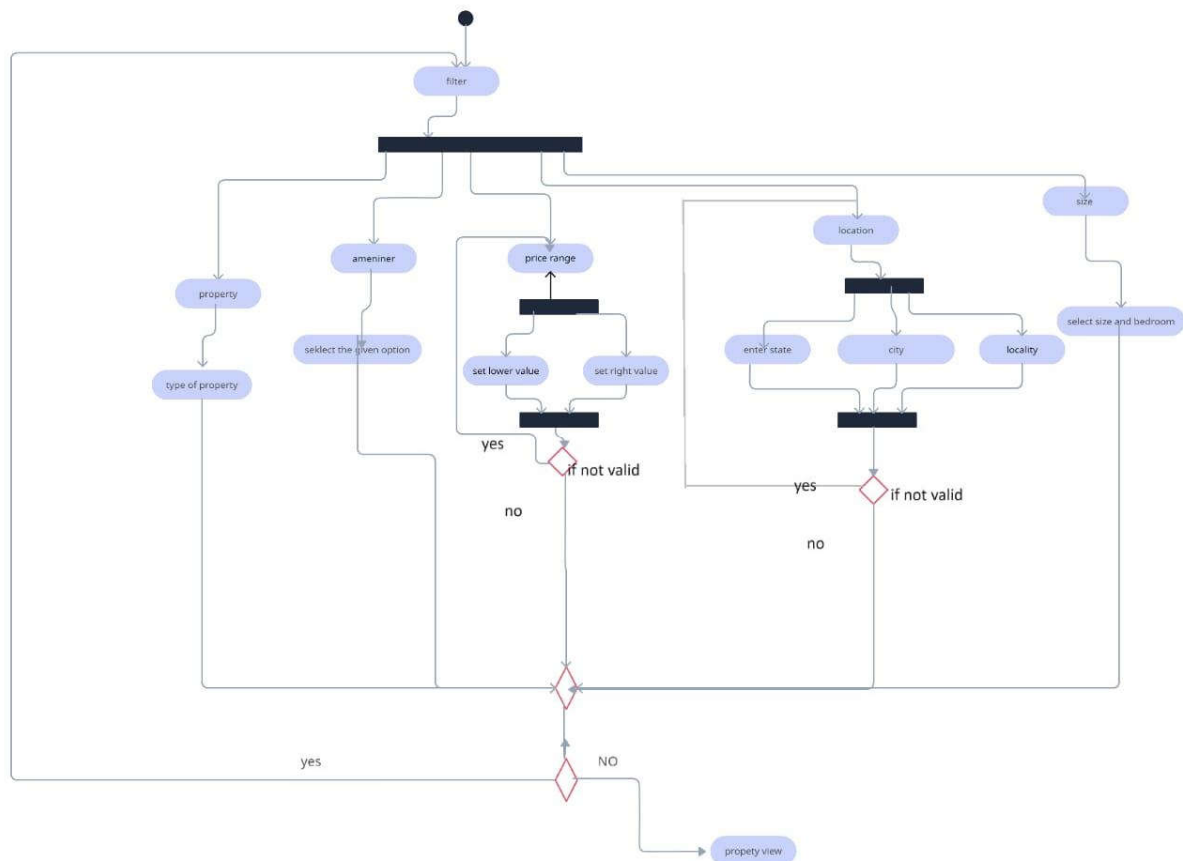 filter
size
location
ameniner
price range
property
select size and bedroom
seklect the given option
enter state
city
locality
type of property
set lower value
set right value
yes
if not valid
yes
if not valid
no
no
yes
NO
propety view